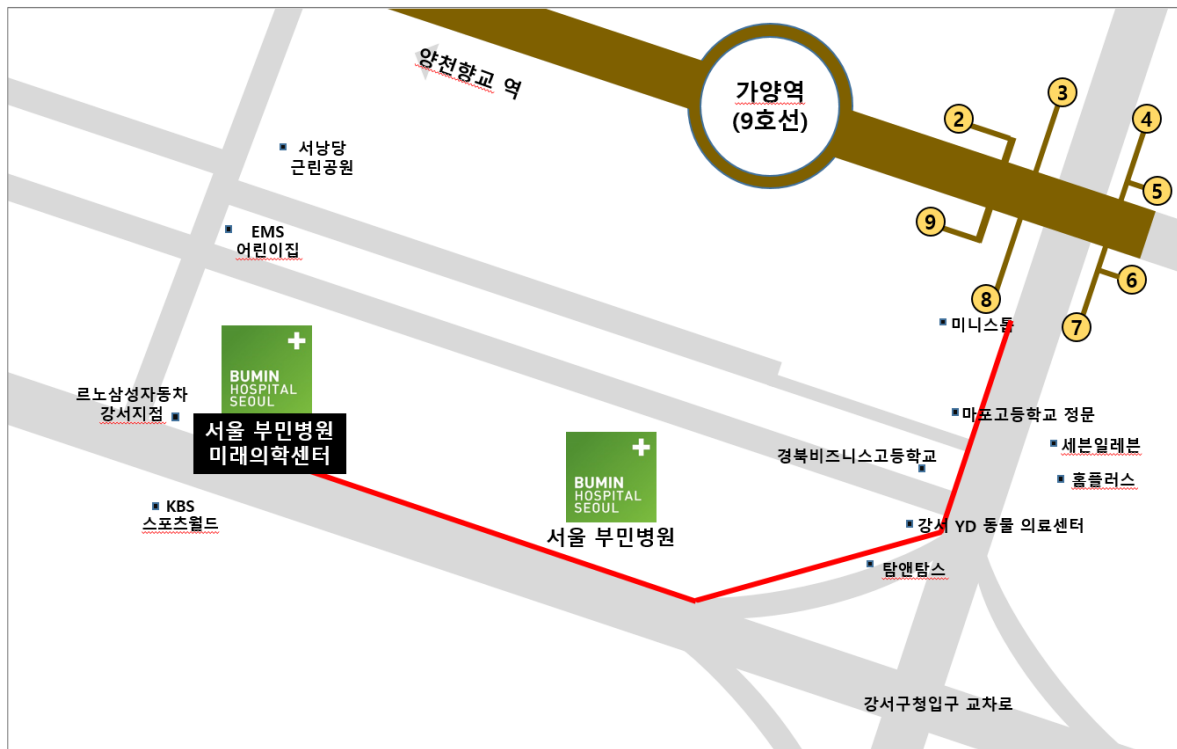 양천향교 역
가양역
(9호선)
2
3
4
5
9
8
6
7
서낭당
근린공원
EMS
어린이집
미니스톱
BUMIN
HOSPITAL
SEOUL
르노삼성자동차
강서지점
서울 부민병원
미래의학센터
마포고등학교 정문
세븐일레븐
경북비즈니스고등학교
홈플러스
BUMIN
HOSPITAL
SEOUL
서울 부민병원
KBS
스포츠월드
강서 YD 동물 의료센터
탐앤탐스
강서구청입구 교차로